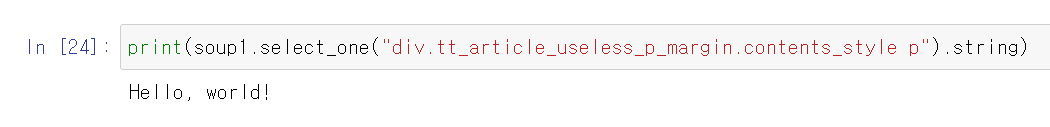 In [24]: print(soup1.select_one("div.tt_article_useless_p_margin.contents_style p").string)
Hello, world!